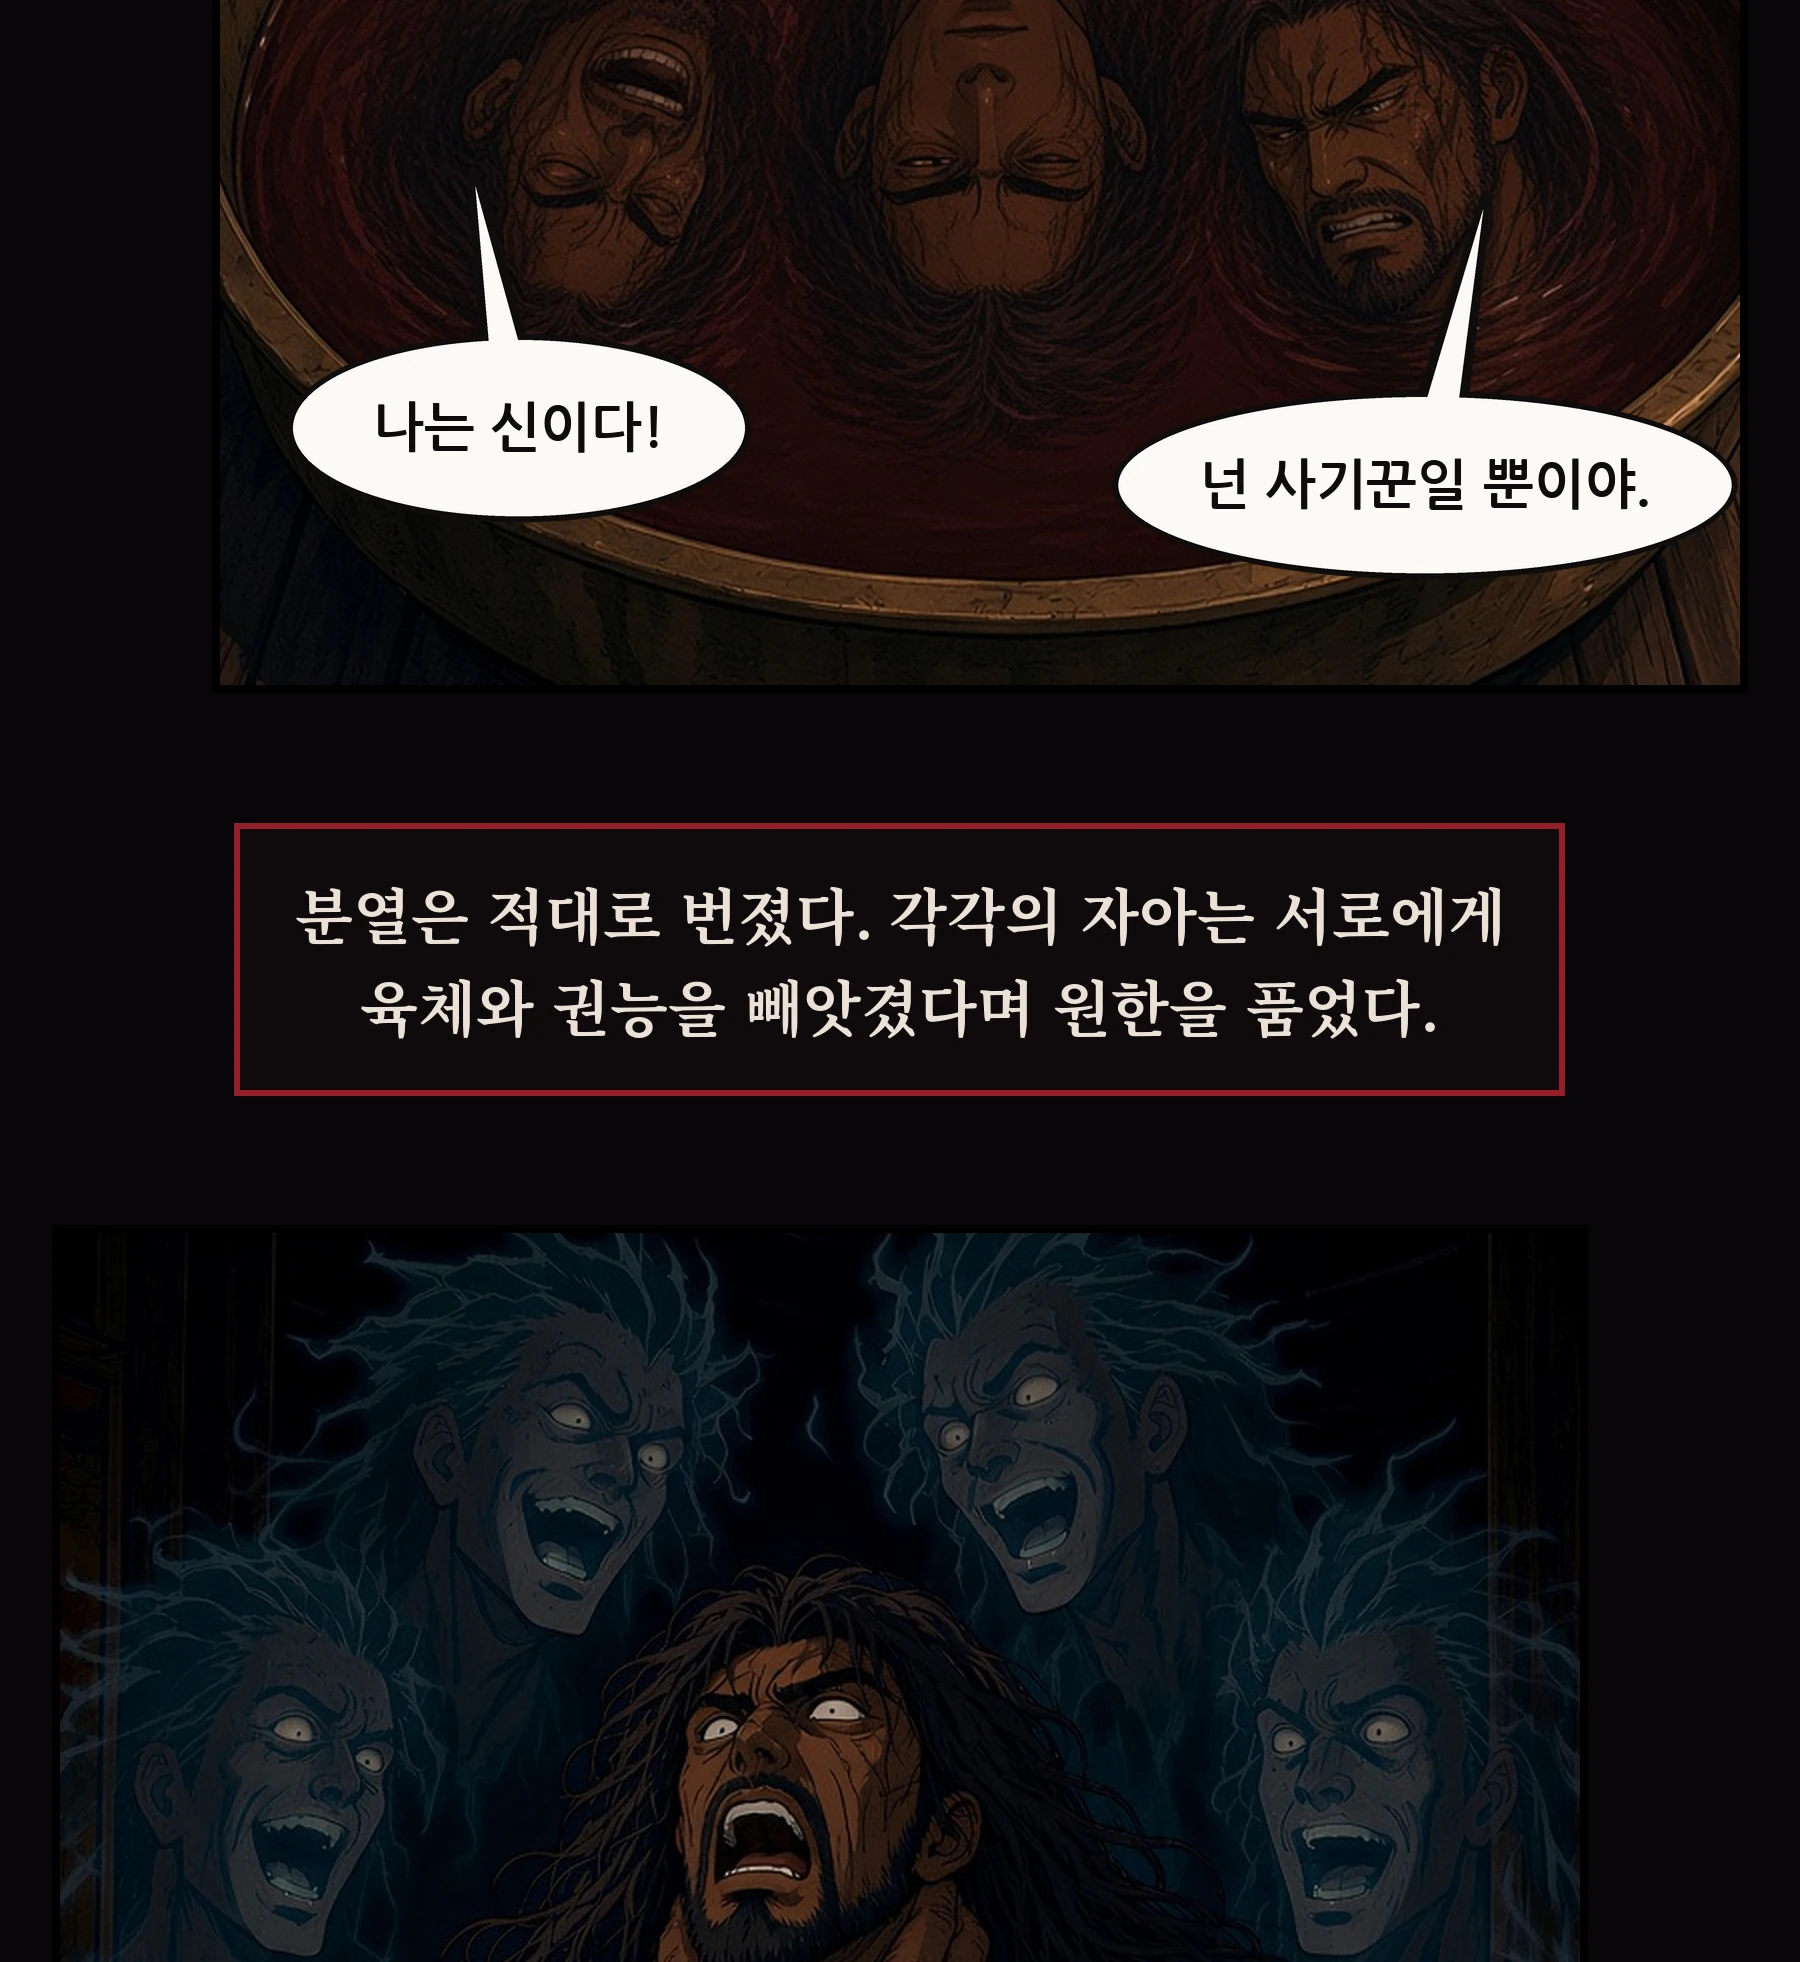 나는 신이다!
넌 사기꾼일 뿐이야.
분열은 적대로 번졌다. 각각의 자아는 서로에게
육체와 권능을 빼앗겼다며 원한을 품었다.